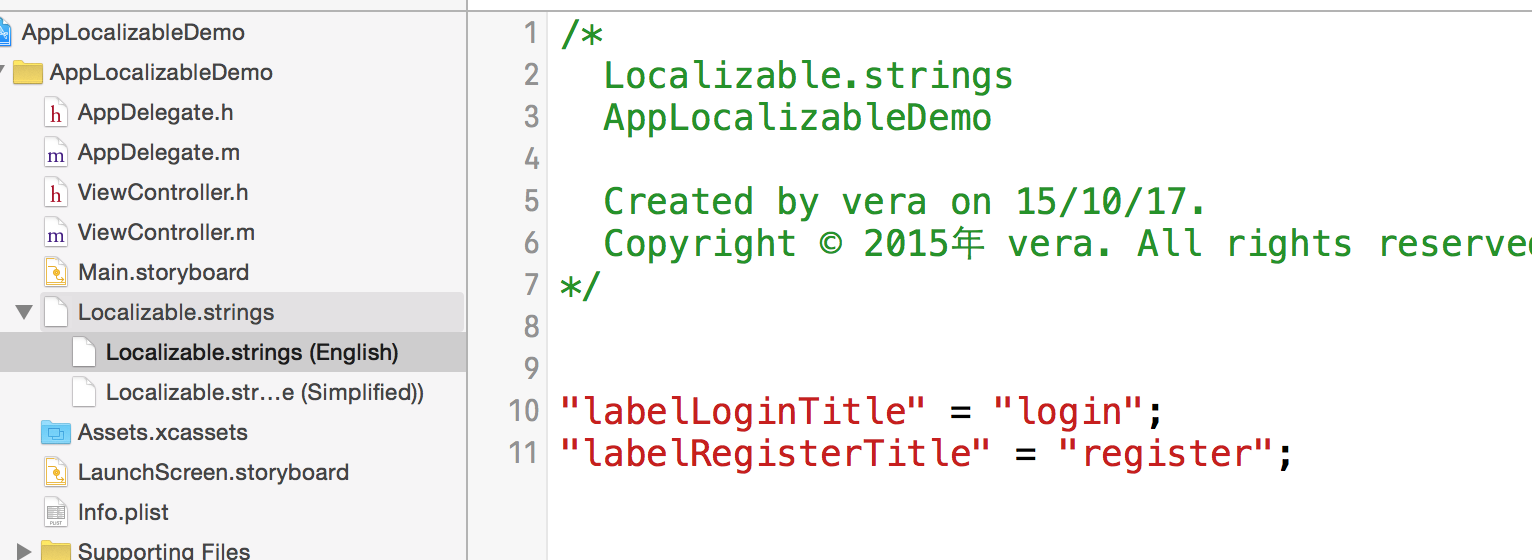 AppLocalizableDemo
AppLocalizableDemo
h AppDelegate.h
m AppDelegate.m
h ViewController.h
m ViewController.m
Main.storyboard
Localizable.strings
Localizable.strings (English)
Localizable.str...e (Simplified))
Assets.xcassets
LaunchScreen.storyboard
PLIST Info.plist
Supporting Files
1 /*
2 Localizable.strings
3 AppLocalizableDemo
4
5 Created by vera on 15/10/17.
6 Copyright © 2015年 vera. All rights reserve
7 */
8
9
10 "labelLoginTitle" = "login";
11 "labelRegisterTitle" = "register";